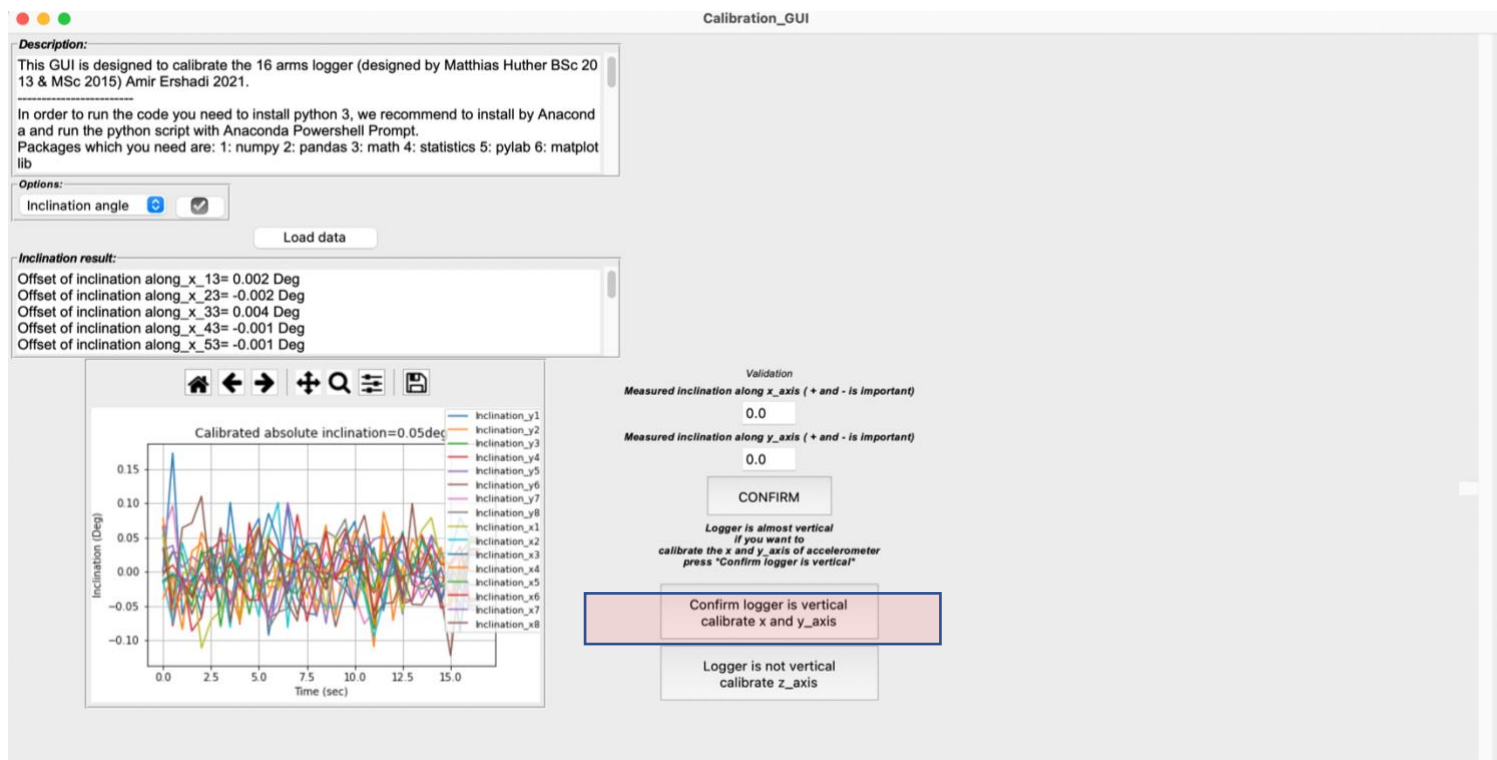 Calibration_GUI
Description:
This GUI is designed to calibrate the 16 arms logger (designed by Matthias Huther BSc 20
13 & MSc 2015) Amir Ershadi 2021.
------------------------
In order to run the code you need to install python 3, we recommend to install by Anacond
a and run the python script with Anaconda Powershell Prompt.
Packages which you need are: 1: numpy 2: pandas 3: math 4: statistics 5: pylab 6: matplot
lib
Options:
Inclination angle
Load data
Inclination result:
Offset of inclination along_x_13= 0.002 Deg
Offset of inclination along_x_23= -0.002 Deg
Offset of inclination along_x_33= 0.004 Deg
Offset of inclination along_x_43= -0.001 Deg
Offset of inclination along_x_53= -0.001 Deg
Calibrated absolute inclination=0.05deg
Inclination_y1
Inclination_y2
Inclination_y3
Inclination_y4
Inclination_y5
Inclination_y6
Inclination_y7
Inclination_y8
Inclination_x1
Inclination_x2
Inclination_x3
Inclination_x4
Inclination_x5
Inclination_x6
Inclination_x7
Inclination_x8
Inclination (Deg)
0.15
0.10
0.05
0.00
−0.05
−0.10
0.0 2.5 5.0 7.5 10.0 12.5 15.0
Time (sec)
Validation
Measured inclination along x_axis ( + and - is important)
0.0
Measured inclination along y_axis ( + and - is important)
0.0
CONFIRM
Logger is almost vertical
if you want to
calibrate the x and y_axis of accelerometer
press "Confirm logger is vertical"
Confirm logger is vertical
calibrate x and y_axis
Logger is not vertical
calibrate z_axis